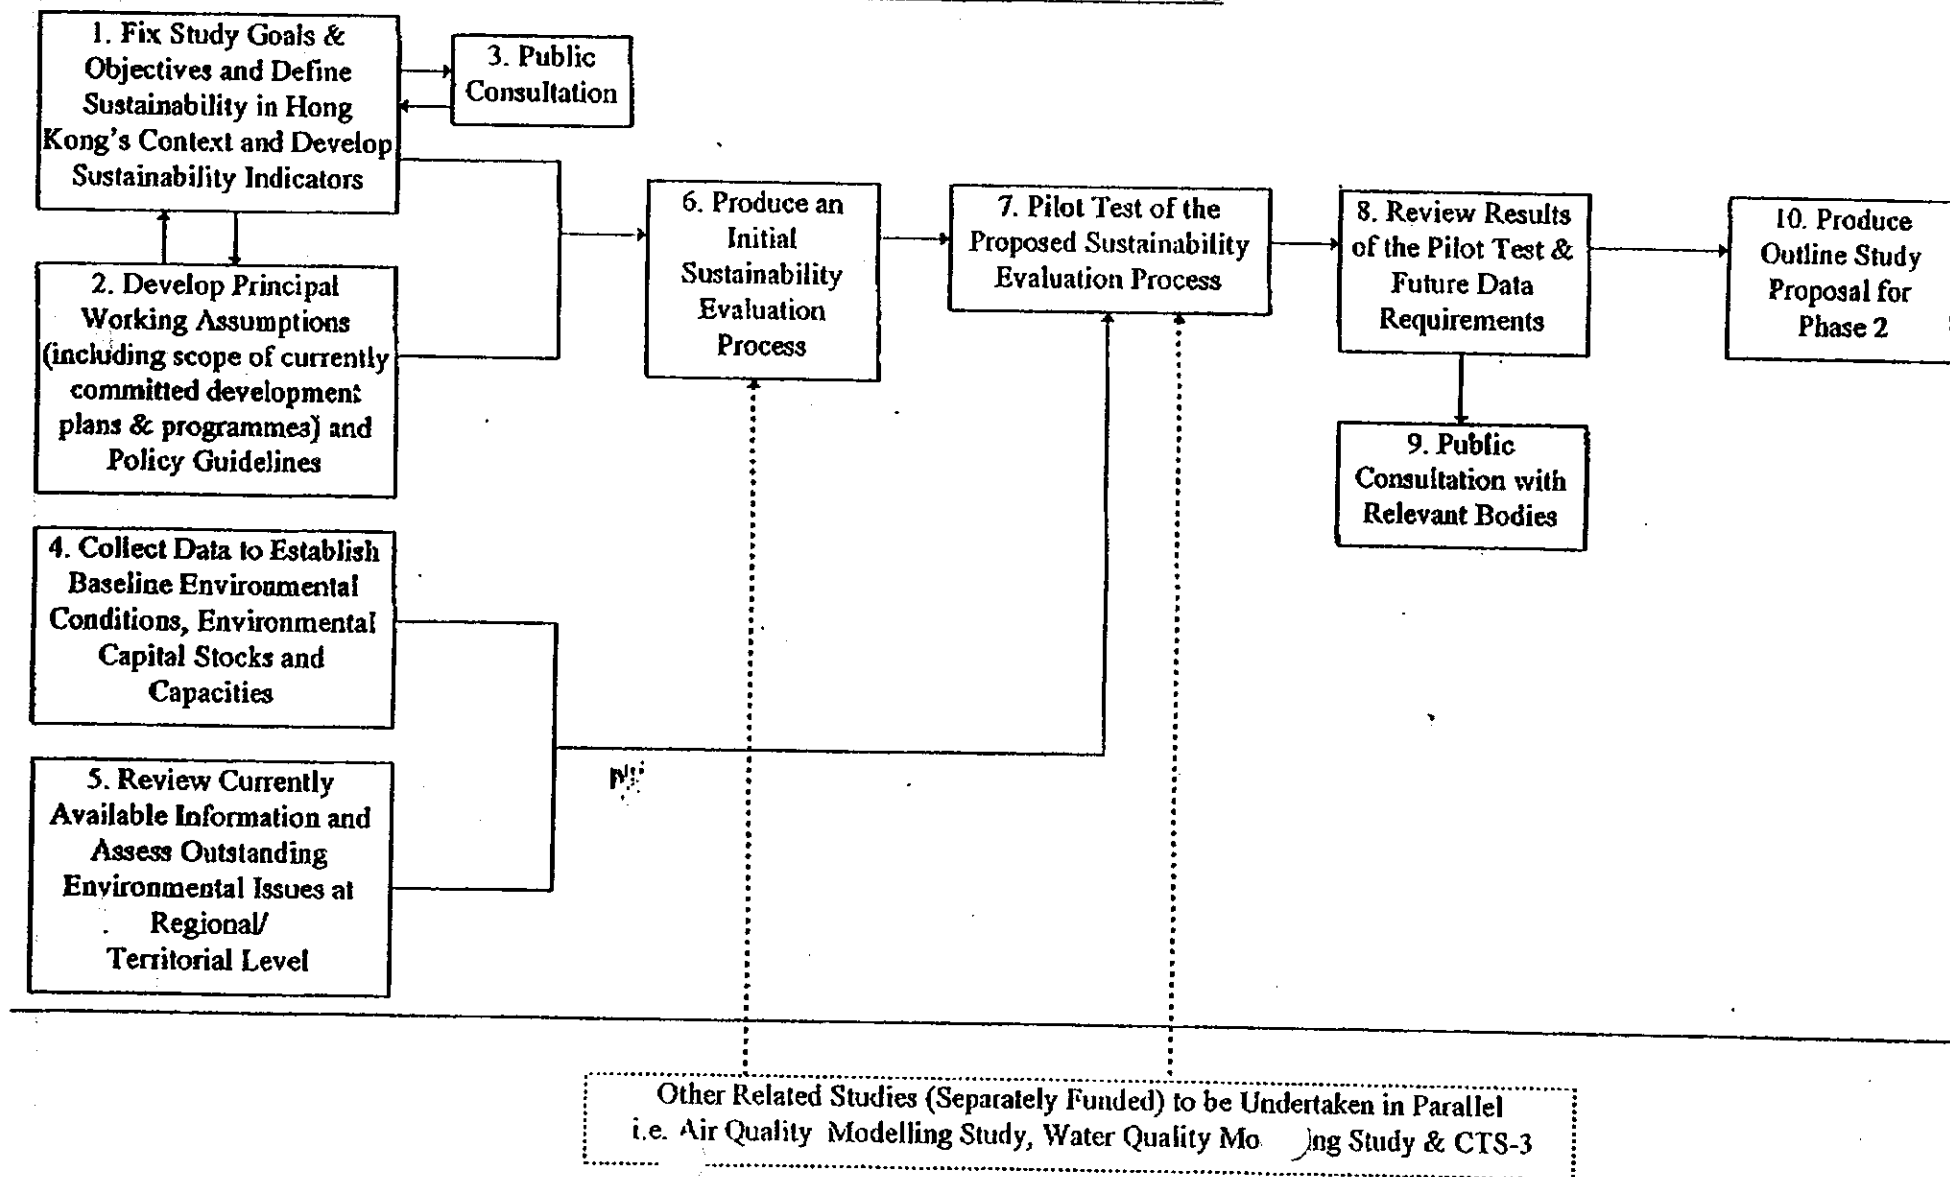 1. Fix Study Goals &
Objectives and Define
Sustainability in Hong
Kong's Context and Develop
Sustainability Indicators
3. Public
Consultation
2. Develop Principal
Working Assumptions
(including scope of currently
committed development
plans & programmes) and
Policy Guidelines
4. Collect Data to Establish
Baseline Environmental
Conditions, Environmental
Capital Stocks and
Capacities
5. Review Currently
Available Information and
Assess Outstanding
Environmental Issues at
Regional/
Territorial Level
6. Produce an
Initial
Sustainability
Evaluation
Process
7. Pilot Test of the
Proposed Sustainability
Evaluation Process
8. Review Results
of the Pilot Test &
Future Data
Requirements
9. Public
Consultation with
Relevant Bodies
10. Produce
Outline Study
Proposal for
Phase 2
Other Related Studies (Separately Funded) to be Undertaken in Parallel
i.e. Air Quality Modelling Study, Water Quality Study & CTS-3